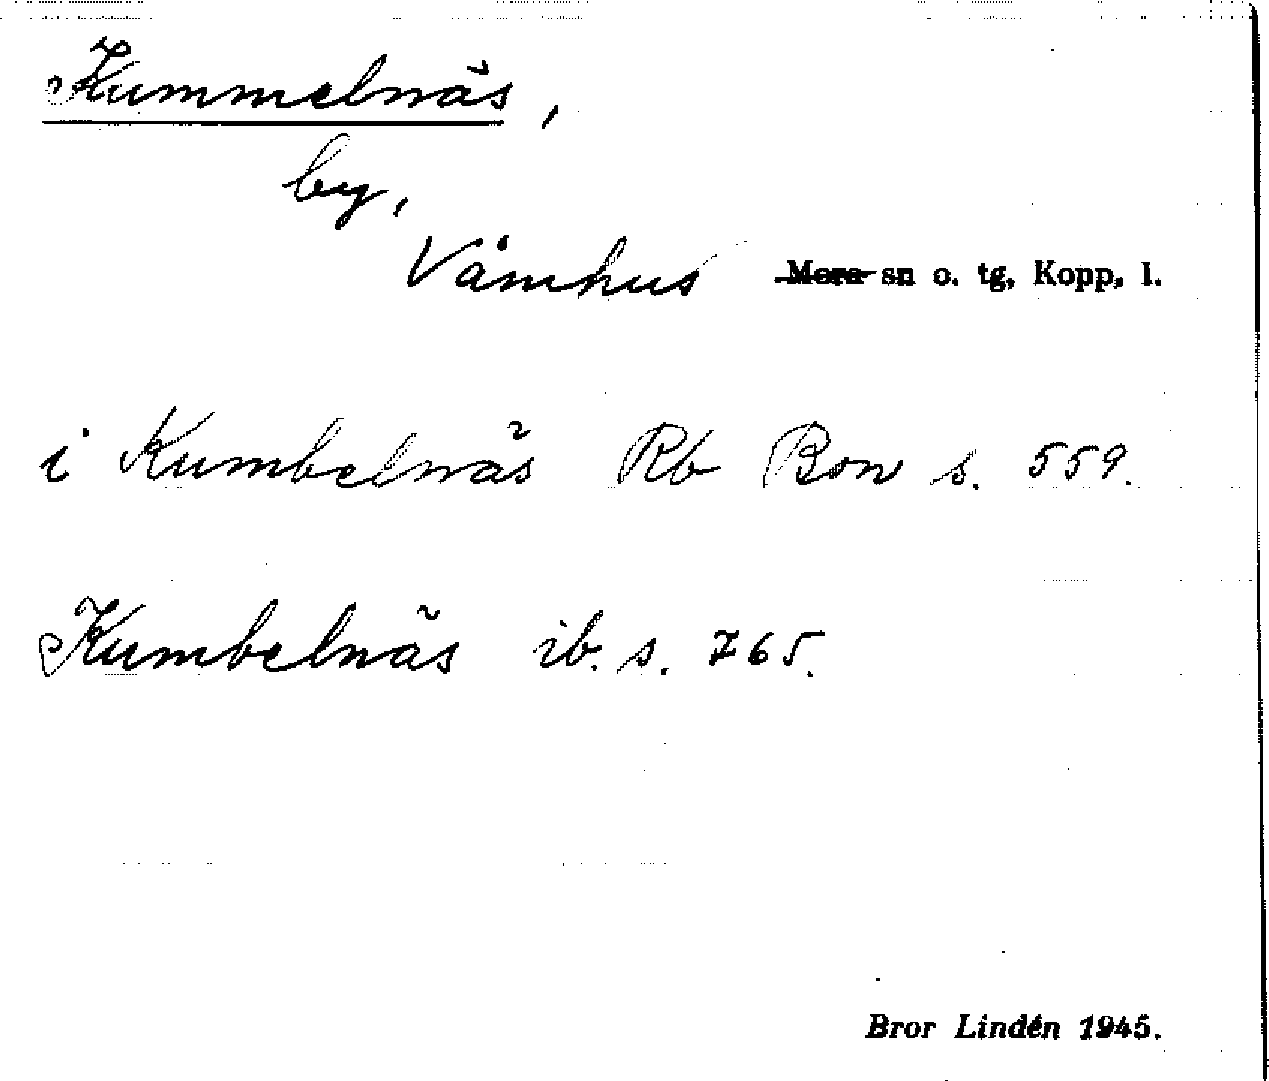 Kummelnäs,
by,
Våmhus Mora sn o. tg, Kopp. l.
i Kumbelnäs Rb Bon s. 559.
Kumbelnäs ib. s. 765.
Bror Lindén 1945.